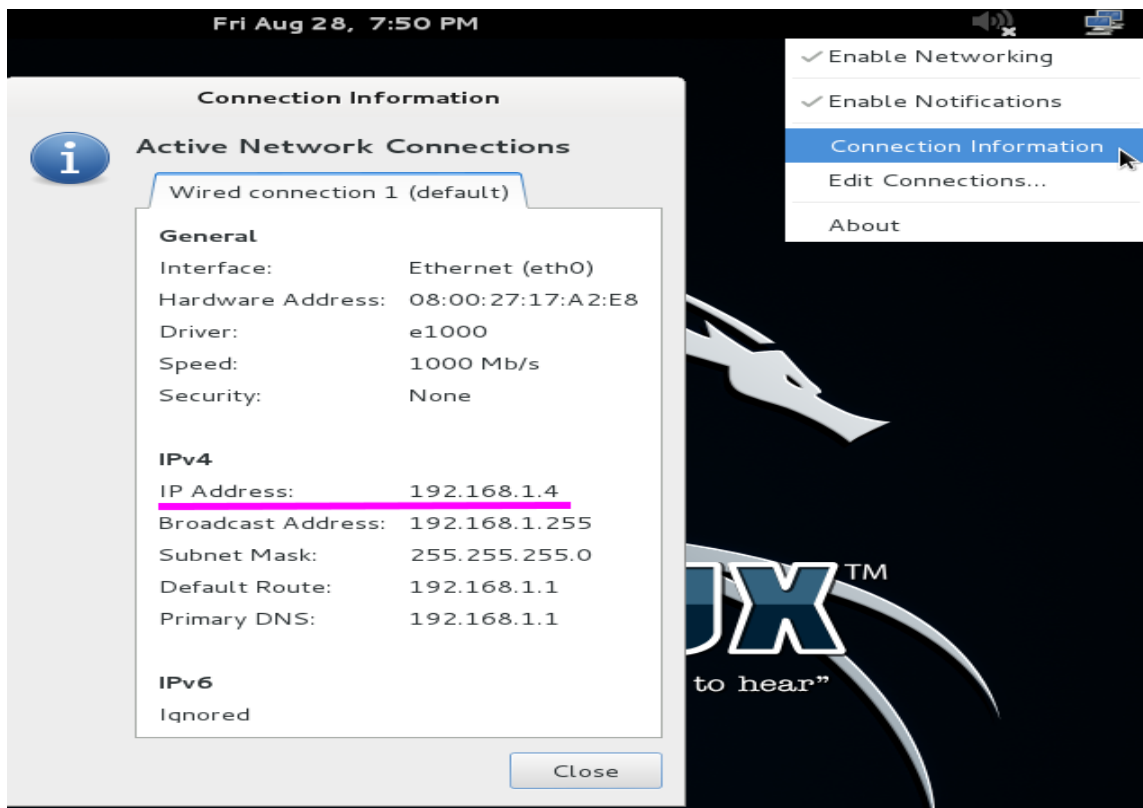 Fri Aug 28, 7:50 PM
Enable Networking
Enable Notifications
Connection Information
Edit Connections...
About
Connection Information
i
Active Network Connections
Wired connection 1 (default)
General
Interface: Ethernet (eth0)
Hardware Address: 08:00:27:17:A2:E8
Driver: e1000
Speed: 1000 Mb/s
Security: None
IPv4
IP Address: 192.168.1.4
Broadcast Address: 192.168.1.255
Subnet Mask: 255.255.255.0
Default Route: 192.168.1.1
Primary DNS: 192.168.1.1
IPv6
Ignored
Close
UX™
to hear”